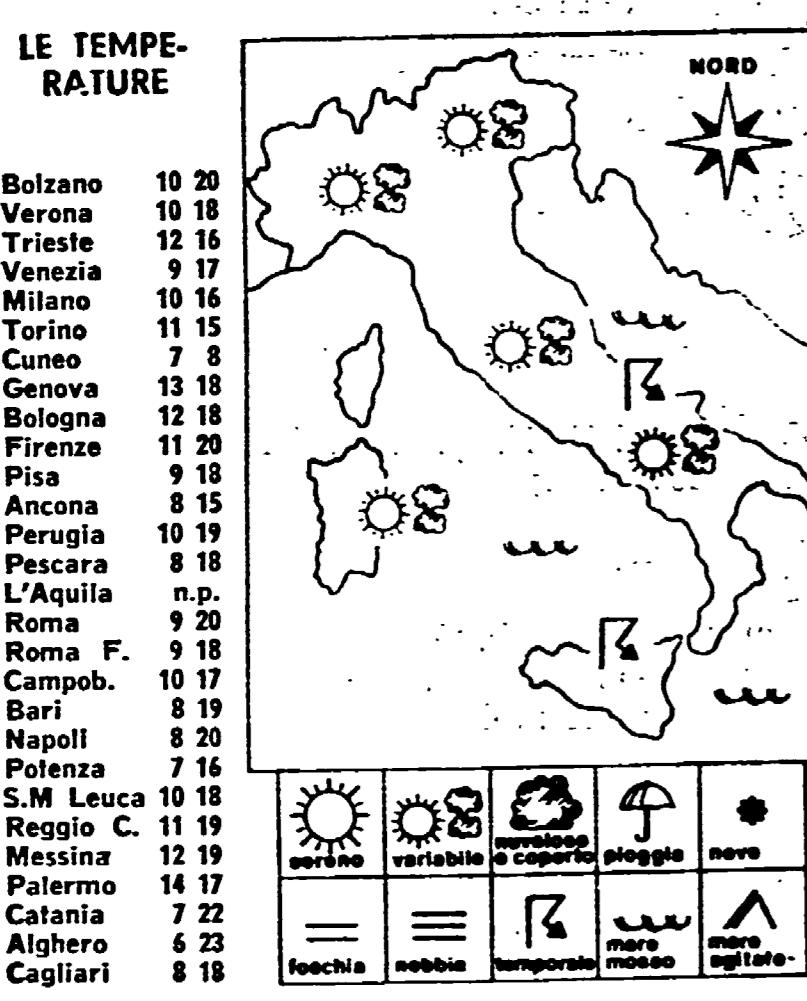 LE TEMPE-
RATURE
Bolzano 10 20
Verona 10 18
Trieste 12 16
Venezia 9 17
Milano 10 16
Torino 11 15
Cuneo 7 8
Genova 13 18
Bologna 12 18
Firenze 11 20
Pisa 9 18
Ancona 8 15
Perugia 10 19
Pescara 8 18
L'Aquila n.p.
Roma 9 20
Roma F. 9 18
Campob. 10 17
Bari 8 19
Napoli 8 20
Potenza 7 16
S.M Leuca 10 18
Reggio C. 11 19
Messina 12 19
Palermo 14 17
Catania 7 22
Alghero 6 23
Cagliari 8 18
NORD
sereno
variabile
nuvoloso
o coperto
pioggia
neve
foschia
nebbia
temporale
mare
mosso
mare
agitato-